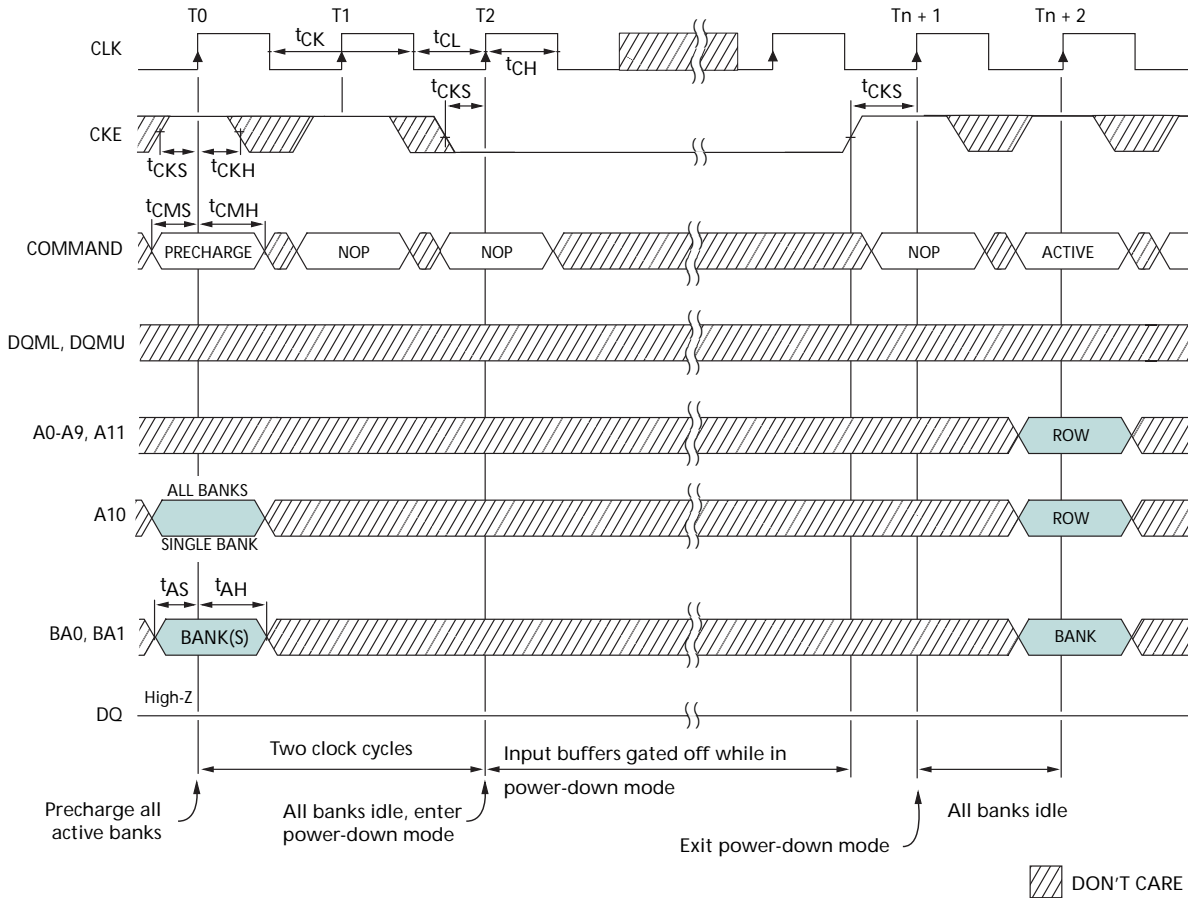 T0 T1 T2 Tn + 1 Tn + 2
CLK
tCK tCL tCH
tCKS tCKS
CKE
tCKS tCKH
tCMS tCMH
COMMAND PRECHARGE NOP NOP NOP ACTIVE
DQML, DQMU
A0-A9, A11 ROW
ALL BANKS
A10 ROW
SINGLE BANK
tAS tAH
BA0, BA1 BANK(S) BANK
High-Z
DQ
Two clock cycles
Input buffers gated off while in
power-down mode
Precharge all
active banks
All banks idle, enter
power-down mode
All banks idle
Exit power-down mode
DON'T CARE